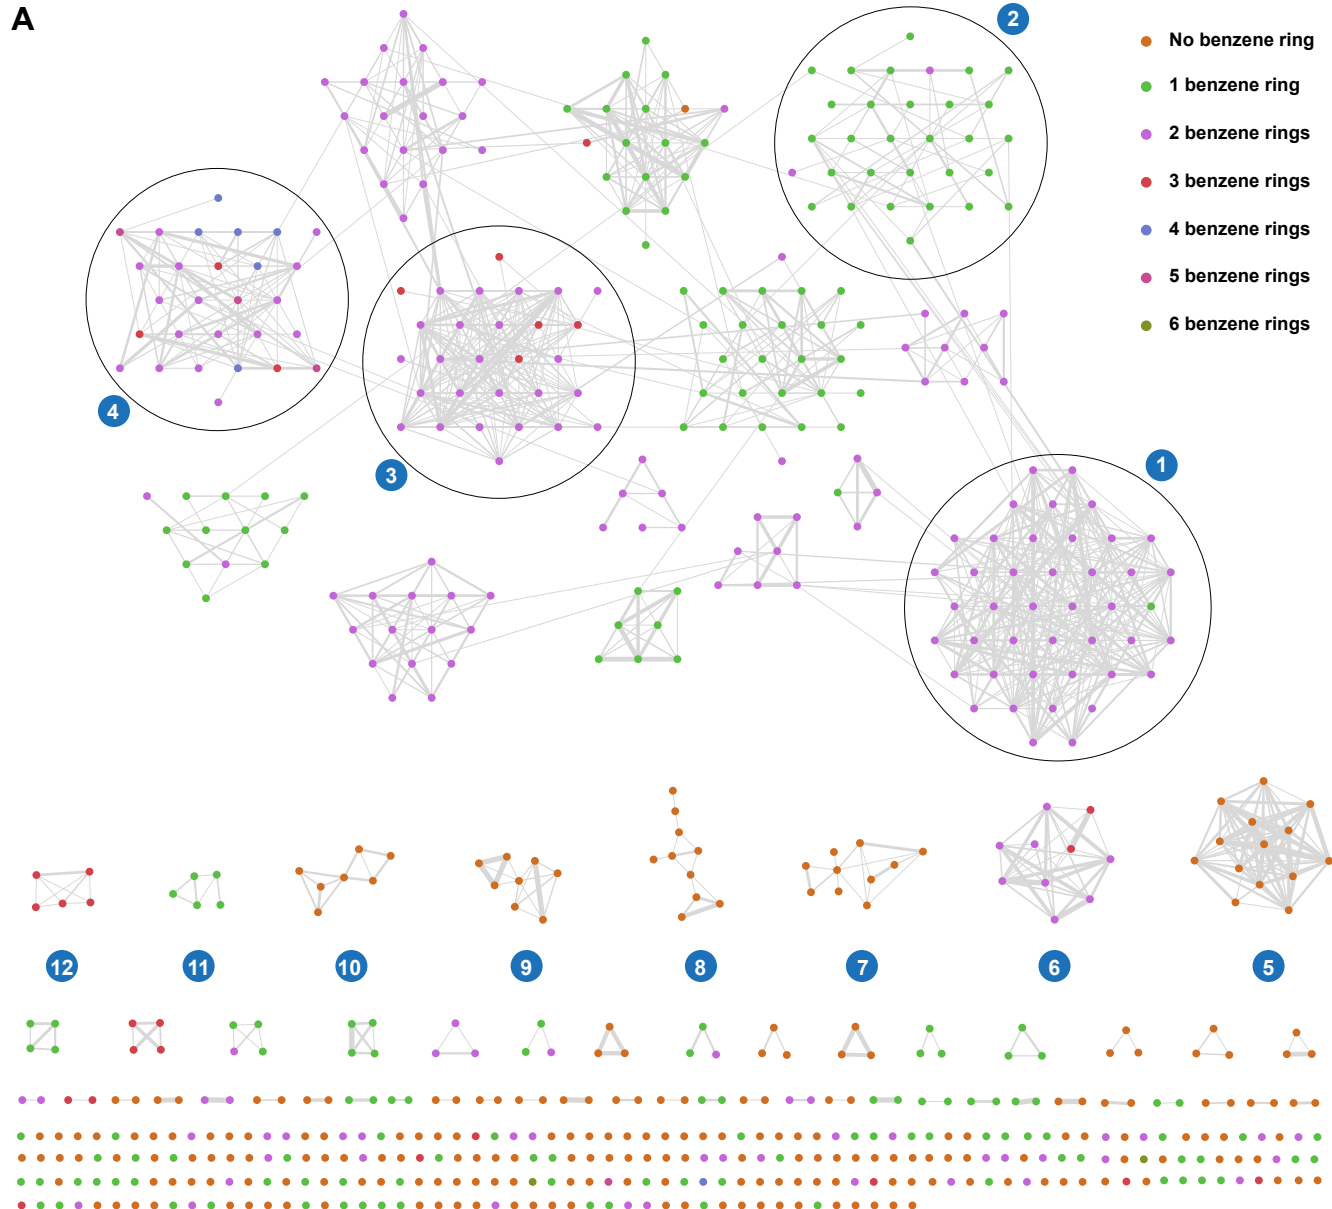 A
2
No benzene ring
1 benzene ring
2 benzene rings
3 benzene rings
4 benzene rings
5 benzene rings
6 benzene rings
4
3
1
12
11
10
9
8
7
6
5